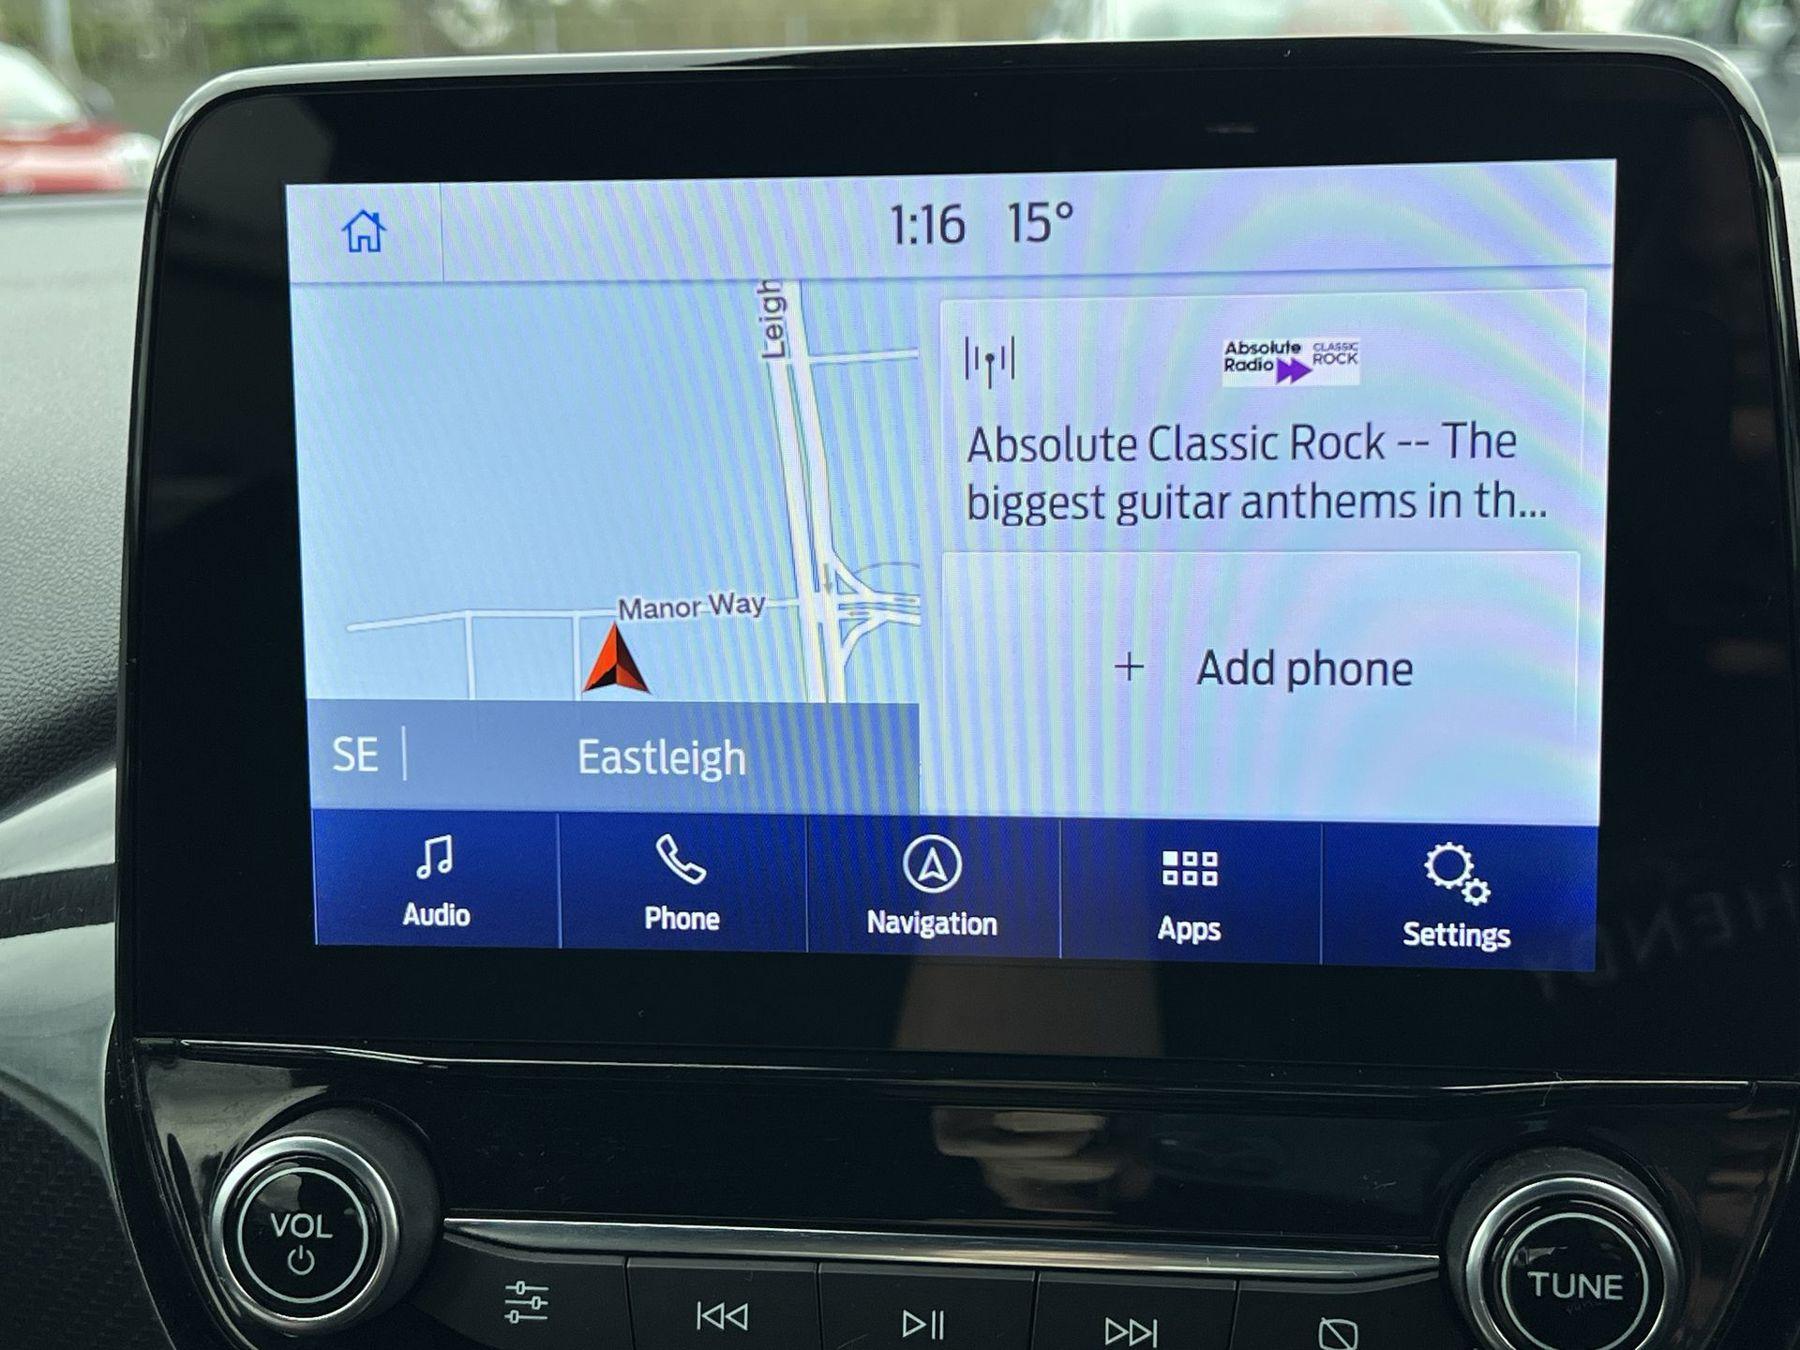 1:16 15°
Leigh
Manor Way
SE
Eastleigh
Absolute
Radio
CLASSIC
ROCK
Absolute Classic Rock -- The
biggest guitar anthems in th...
+ Add phone
Audio
Phone
Navigation
Apps
Settings
VOL
TUNE